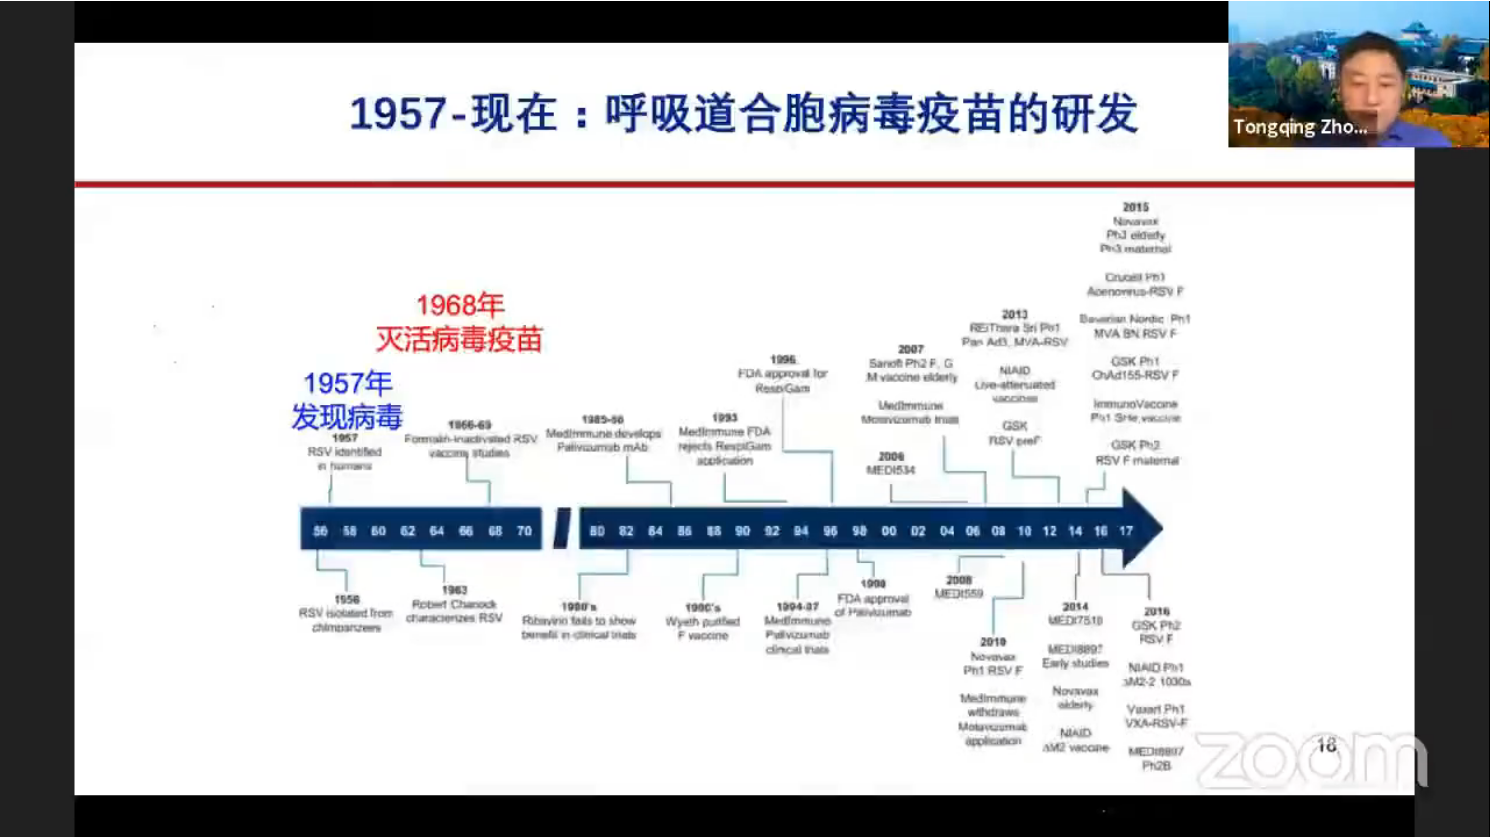 1957-现在：呼吸道合胞病毒疫苗的研发
Tongqing Zho...
1968年
灭活病毒疫苗
1957年
发现病毒
1957
RSV identified
in humans
1966-69
Formalin-inactivated RSV
vaccine studies
1985-86
MedImmune develops
Palivizumab mAb
1993
MedImmune FDA
rejects RespiGam
application
1996
FDA approval for
RespiGam
2006
MEDI534
2007
Sanofi Ph2 F, G
M vaccine elderly
MedImmune
Motavizumab trials
2013
REiThera Srl Ph1
Pan Ad3, MVA-RSV
NIAID
Live-attenuated
vaccines
GSK
RSV preF
2015
Novavax
Ph3 elderly
Ph3 maternal
Crucell Ph1
Adenovirus-RSV F
Bavarian Nordic Ph1
MVA BN RSV F
GSK Ph1
ChAd155-RSV F
ImmunoVaccine
Ph1 SHe vaccine
GSK Ph2
RSV F maternal
56 58 60 62 64 66 68 70 80 82 84 86 88 90 92 94 96 98 00 02 04 06 08 10 12 14 16 17
1956
RSV isolated from
chimpanzees
1963
Robert Chanock
characterizes RSV
1980's
Ribavirin fails to show
benefit in clinical trials
1990's
Wyeth purified
F vaccine
1994-97
MedImmune
Palivizumab
clinical trials
1998
FDA approval
of Palivizumab
2008
MEDI559
2010
Novavax
Ph1 RSV F
MedImmune
withdraws
Motavizumab
application
2014
MEDI7510
MEDI8897
Early studies
Novavax
elderly
NIAID
ΔM2 vaccine
2016
GSK Ph2
RSV F
NIAID Ph1
ΔM2-2 1030s
Vaxart Ph1
VXA-RSV-F
MEDI8897
Ph2B
18
zoom